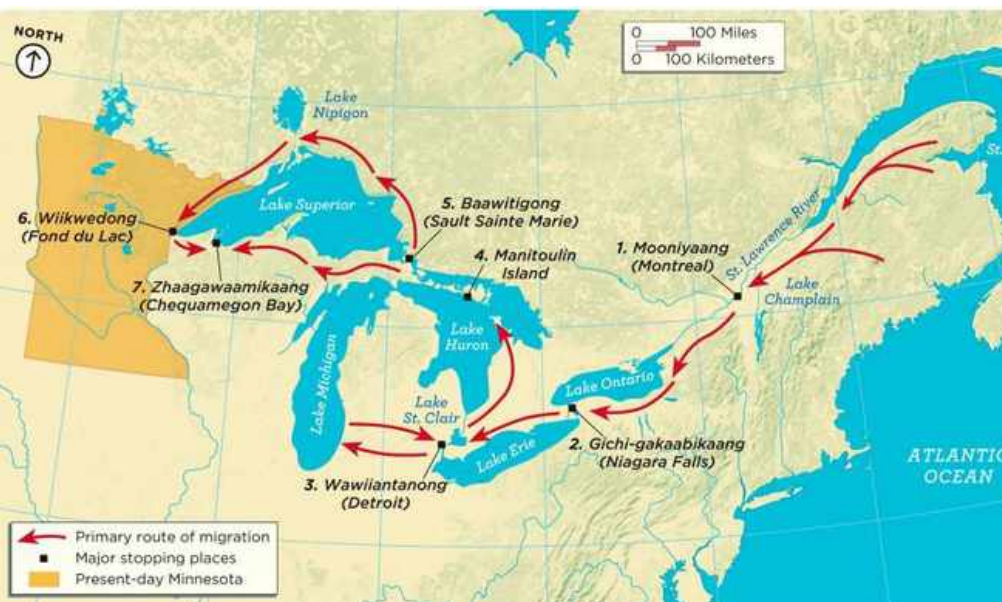 NORTH
0 100 Miles
0 100 Kilometers
Lake
Nipigon
Lake Superior
5. Baawitigong
(Sault Sainte Marie)
6. Wiikwedong
(Fond du Lac)
4. Manitoulin
Island
1. Mooniyaang
(Montreal)
St. Lawrence River
St.
Lake
Champlain
7. Zhaagawaamikaang
(Chequamegon Bay)
Lake
Huron
Lake Michigan
Lake
St. Clair
Lake Ontario
Lake Erie
2. Gichi-gakaabikaang
(Niagara Falls)
3. Wawiiantanong
(Detroit)
ATLANTIC
OCEAN
Primary route of migration
Major stopping places
Present-day Minnesota